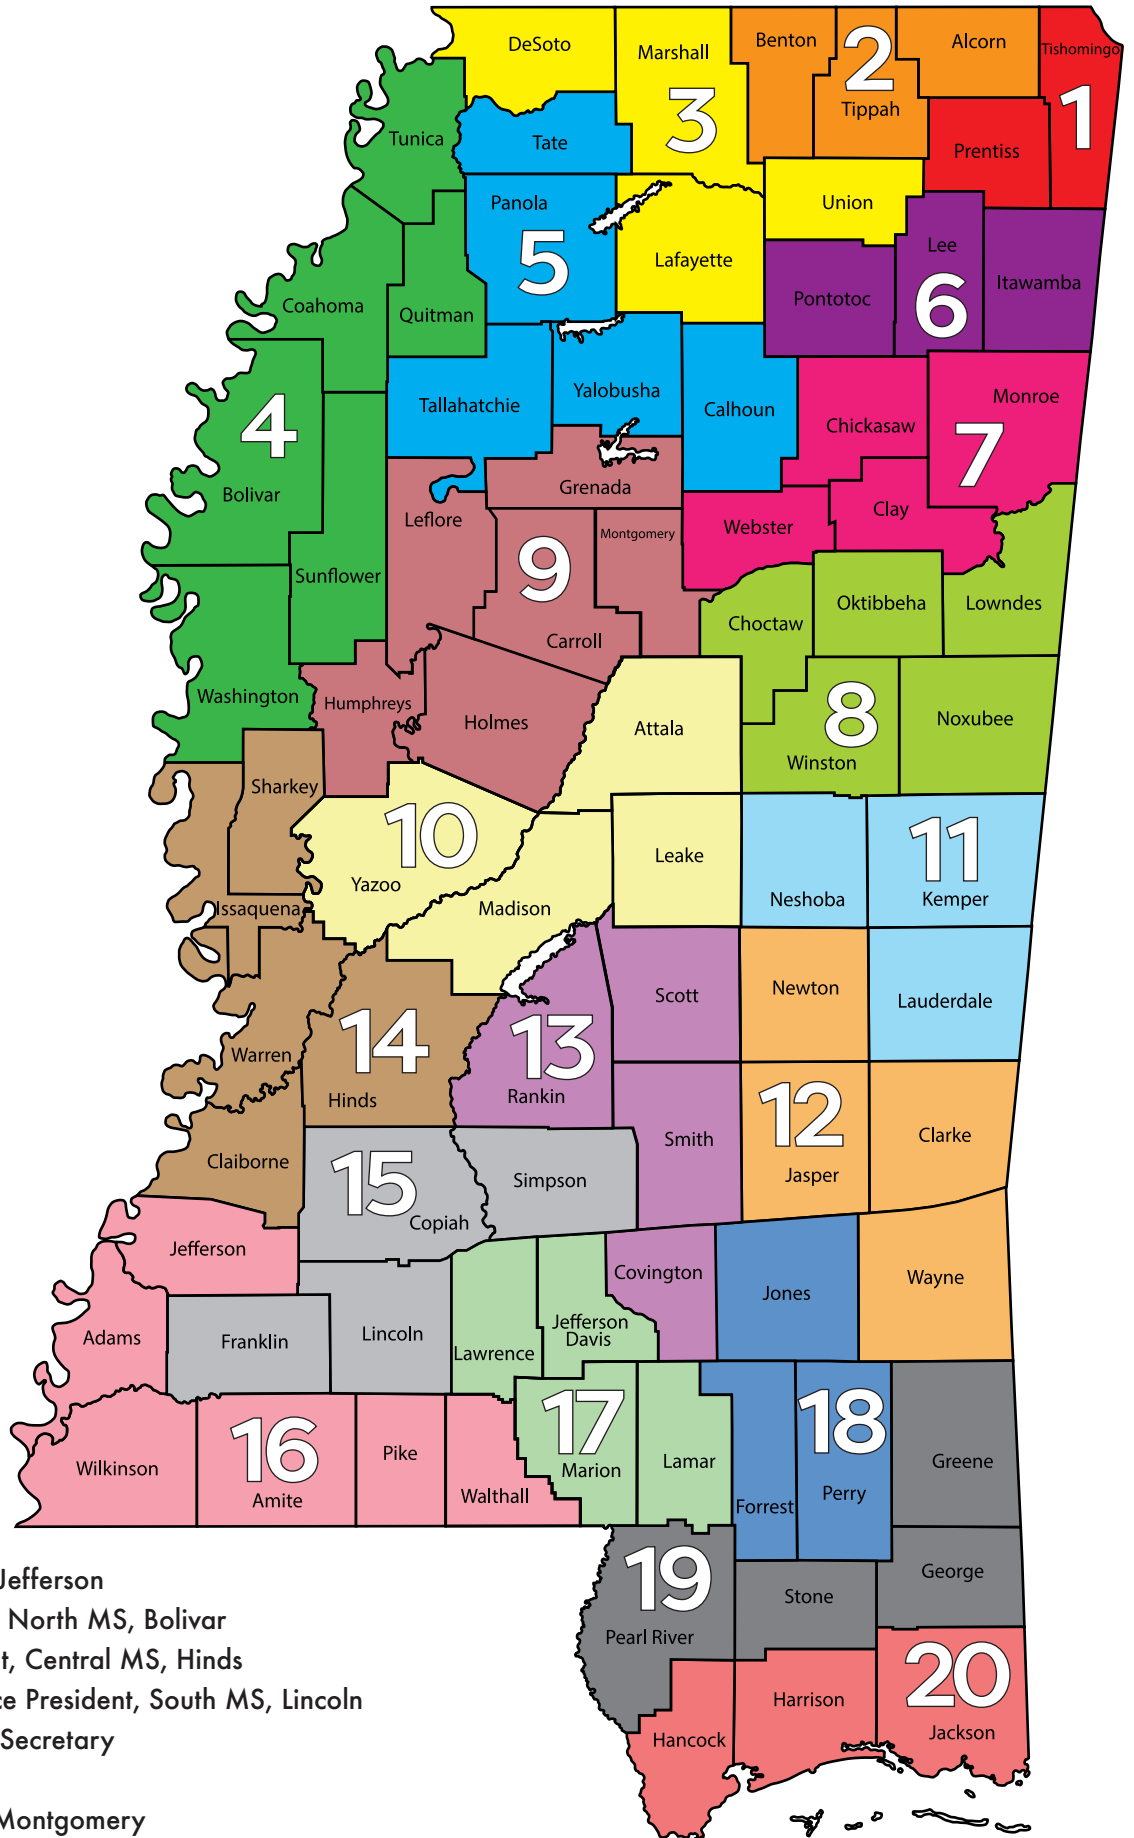 DeSoto
Marshall
Benton
2
Alcorn
Tishomingo
Tippah
1
3
Tunica
Tate
Prentiss
Panola
Union
5
Lafayette
Lee
Itawamba
Pontotoc
6
Coahoma
Quitman
4
Tallahatchie
Yalobusha
Calhoun
Monroe
Chickasaw
7
Bolivar
Grenada
Leflore
Clay
Webster
Montgomery
9
Sunflower
Oktibbeha
Lowndes
Choctaw
Carroll
Washington
Humphreys
Holmes
Attala
8
Noxubee
Winston
Sharkey
10
11
Leake
Yazoo
Neshoba
Kemper
Issaquena
Madison
Scott
Newton
Lauderdale
14
13
Warren
Hinds
Rankin
12
Smith
Clarke
Claiborne
15
Simpson
Jasper
Copiah
Jefferson
Covington
Wayne
Jones
Adams
Franklin
Lincoln
Jefferson
Davis
Lawrence
17
18
16
Pike
Lamar
Greene
Wilkinson
Marion
Amite
Walthall
Forrest
Perry
19
George
Stone
Pearl River
20
Harrison
Hancock
Jackson
Jefferson
North MS, Bolivar
t, Central MS, Hinds
ce President, South MS, Lincoln
Secretary
Montgomery